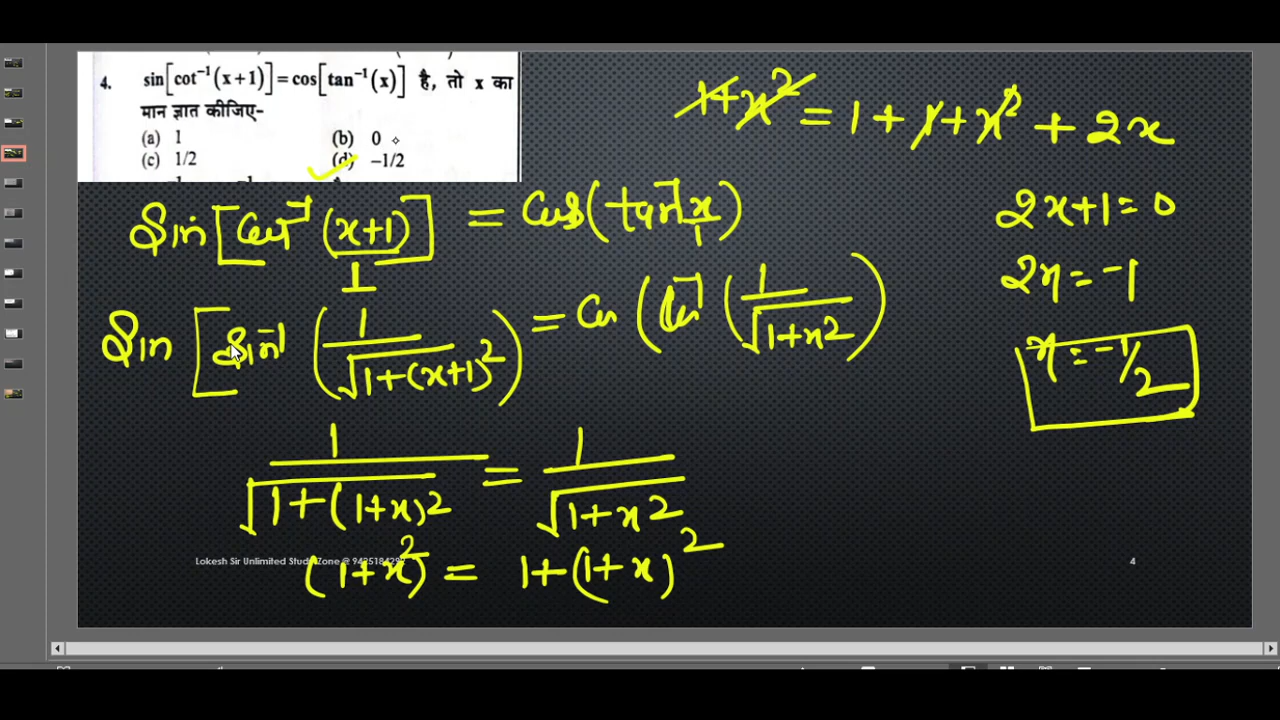 4. sin[cot⁻¹(x+1)]=cos[tan⁻¹(x)] है, तो x का
मान ज्ञात कीजिए-
(a) 1 (b) 0
(c) 1/2 (d) –1/2
Sin[Cot⁻¹(x+1)/1] = Cos(tan⁻¹ x/1)
Sin[Sin⁻¹(1/√(1+(x+1)²))] = Cos(Cos⁻¹(1/√(1+x²)))
1/√(1+(1+x)²) = 1/√(1+x²)
(1+x²) = 1+(1+x)²
1+x² = 1+1+x²+2x
2x+1=0
2x=-1
x=-1/2
Lokesh Sir Unlimited Study Zone @
4